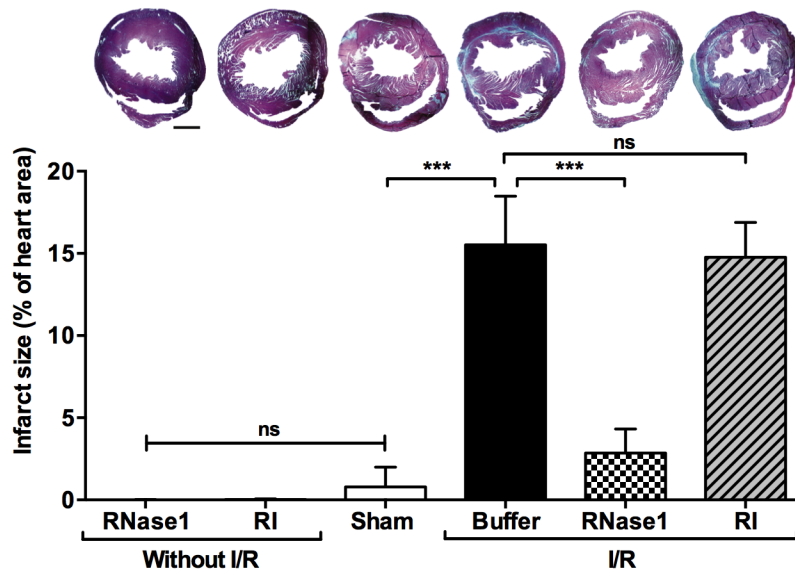 ns
*** ***
20
15
10
5
0
Infarct size (% of heart area)
ns
RNase1 RI Sham Buffer RNase1 RI
Without I/R I/R